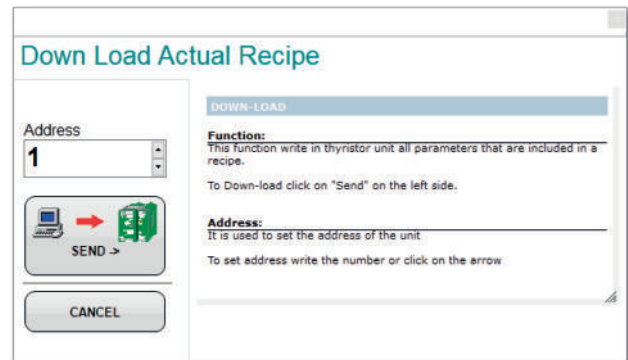 Down Load Actual Recipe
Address
1
SEND ->
CANCEL
DOWN-LOAD
Function:
This function write in thyristor unit all parameters that are included in a
recipe.
To Down-load click on "Send" on the left side.
Address:
It is used to set the address of the unit
To set address write the number or click on the arrow